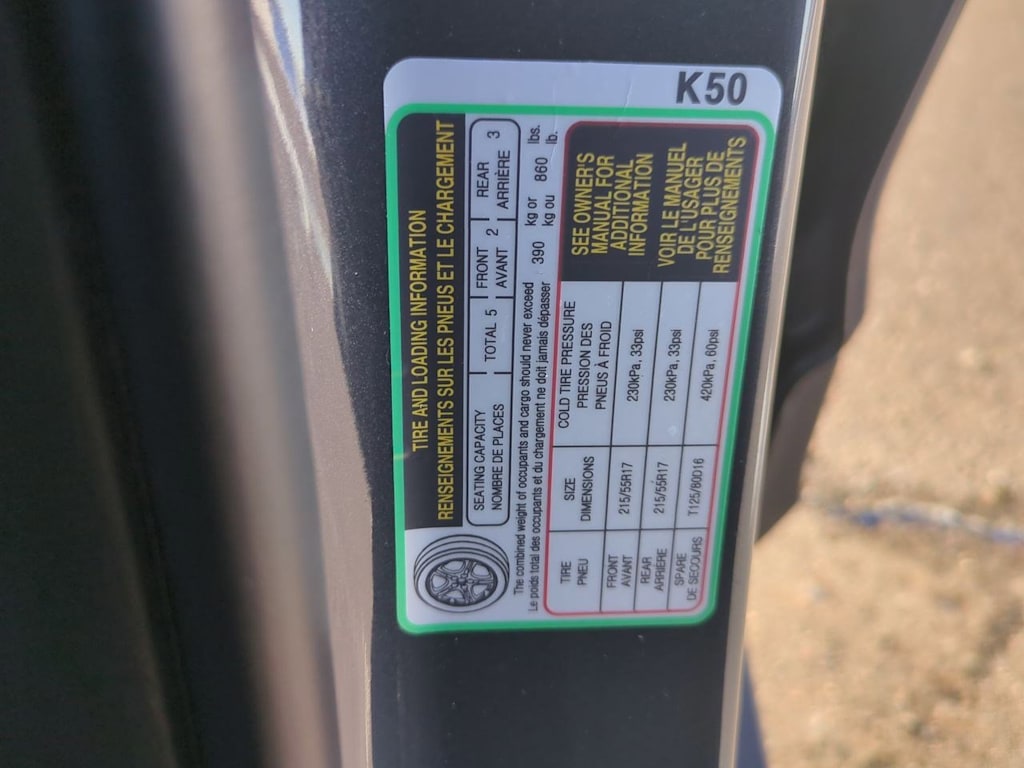 K50
TIRE AND LOADING INFORMATION
RENSEIGNEMENTS SUR LES PNEUS ET LE CHARGEMENT
SEATING CAPACITY TOTAL 5 FRONT 2 REAR 3
NOMBRE DE PLACES AVANT ARRIÈRE
The combined weight of occupants and cargo should never exceed 390 kg or 860 lbs.
Le poids total des occupants et du chargement ne doit jamais dépasser kg ou lb.
TIRE SIZE COLD TIRE PRESSURE
PNEU DIMENSIONS PRESSION DES
PNEUS À FROID
FRONT 215/55R17 230kPa, 33psi
AVANT
REAR 215/55R17 230kPa, 33psi
ARRIÈRE
SPARE T125/80D16 420kPa, 60psi
DE SECOURS
SEE OWNER'S
MANUAL FOR
ADDITIONAL
INFORMATION
VOIR LE MANUEL
DE L'USAGER
POUR PLUS DE
RENSEIGNEMENTS